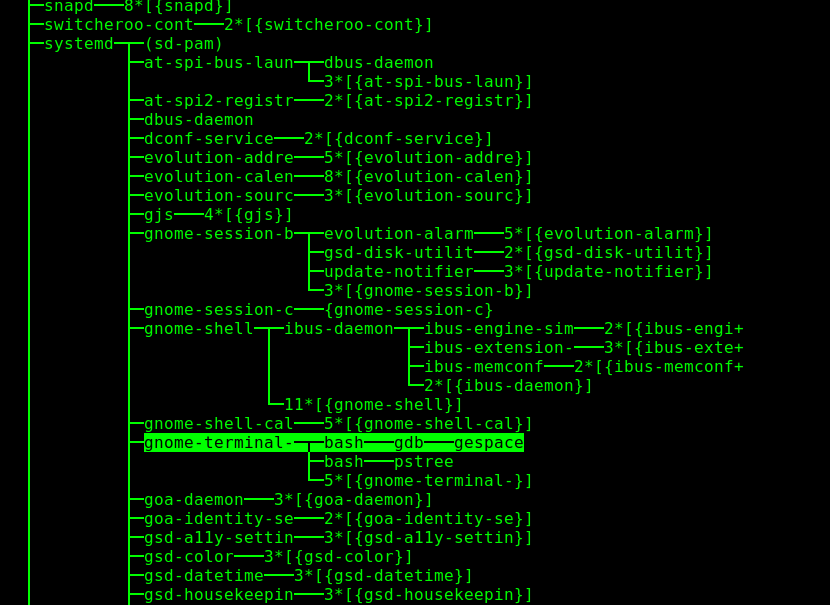 ├─snapd───8*[{snapd}]
├─switcheroo-cont───2*[{switcheroo-cont}]
├─systemd─┬─(sd-pam)
│         ├─at-spi-bus-laun─┬─dbus-daemon
│         │                 └─3*[{at-spi-bus-laun}]
│         ├─at-spi2-registr───2*[{at-spi2-registr}]
│         ├─dbus-daemon
│         ├─dconf-service───2*[{dconf-service}]
│         ├─evolution-addre───5*[{evolution-addre}]
│         ├─evolution-calen───8*[{evolution-calen}]
│         ├─evolution-sourc───3*[{evolution-sourc}]
│         ├─gjs───4*[{gjs}]
│         ├─gnome-session-b─┬─evolution-alarm───5*[{evolution-alarm}]
│         │                 ├─gsd-disk-utilit───2*[{gsd-disk-utilit}]
│         │                 ├─update-notifier───3*[{update-notifier}]
│         │                 └─3*[{gnome-session-b}]
│         ├─gnome-session-c───{gnome-session-c}
│         ├─gnome-shell─┬─ibus-daemon─┬─ibus-engine-sim───2*[{ibus-engi+
│         │             │             ├─ibus-extension-───3*[{ibus-exte+
│         │             │             ├─ibus-memconf───2*[{ibus-memconf+
│         │             │             └─2*[{ibus-daemon}]
│         │             └─11*[{gnome-shell}]
│         ├─gnome-shell-cal───5*[{gnome-shell-cal}]
│         ├─gnome-terminal-─┬─bash───gdb───gespace
│         │                 ├─bash───pstree
│         │                 └─5*[{gnome-terminal-}]
│         ├─goa-daemon───3*[{goa-daemon}]
│         ├─goa-identity-se───2*[{goa-identity-se}]
│         ├─gsd-a11y-settin───3*[{gsd-a11y-settin}]
│         ├─gsd-color───3*[{gsd-color}]
│         ├─gsd-datetime───3*[{gsd-datetime}]
│         ├─gsd-housekeepin───3*[{gsd-housekeepin}]